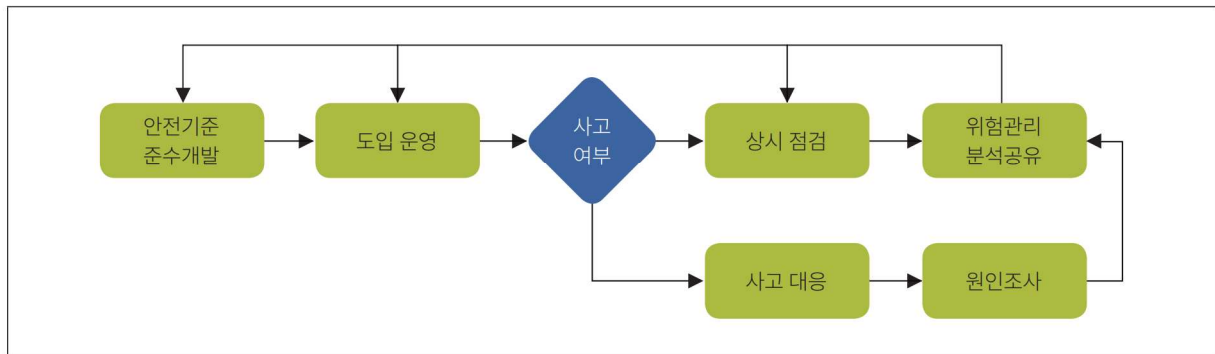 안전기준
준수개발
도입 운영
사고
여부
상시 점검
위험관리
분석공유
사고 대응
원인조사